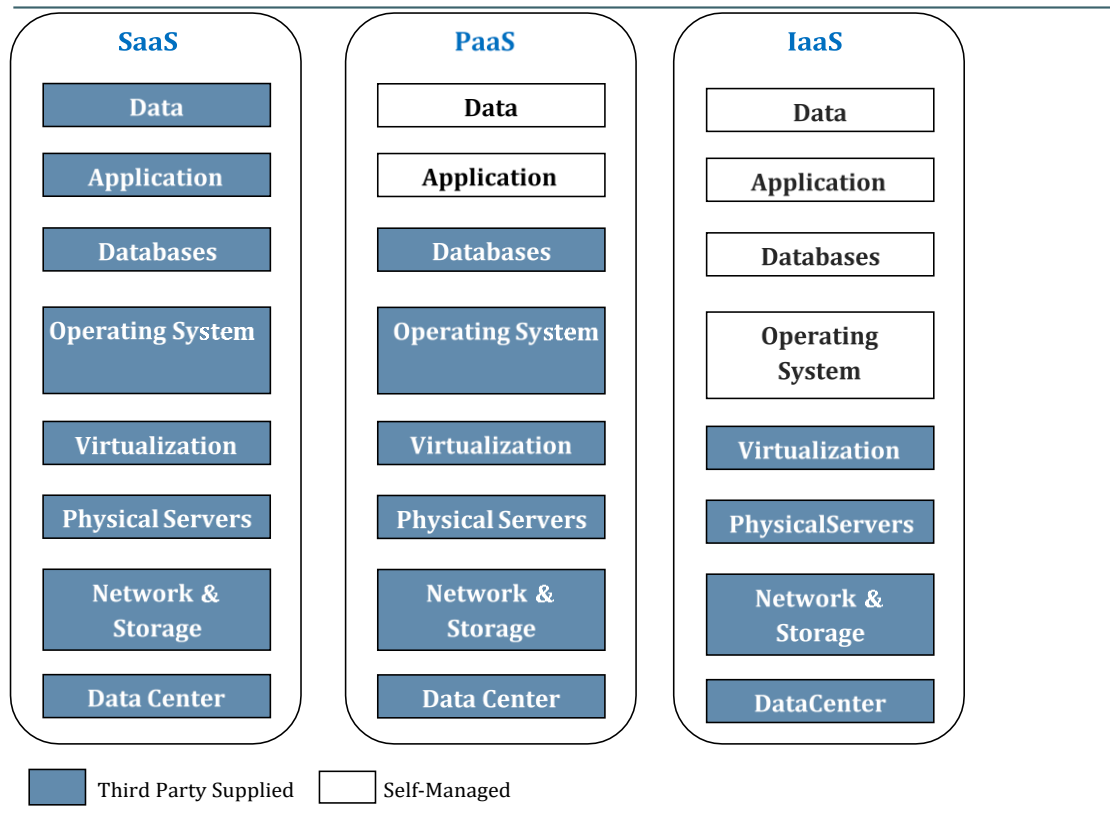 SaaS
Data
Application
Databases
Operating System
Virtualization
Physical Servers
Network &
Storage
Data Center
PaaS
Data
Application
Databases
Operating System
Virtualization
Physical Servers
Network &
Storage
Data Center
IaaS
Data
Application
Databases
Operating
System
Virtualization
PhysicalServers
Network &
Storage
DataCenter
Third Party Supplied
Self-Managed